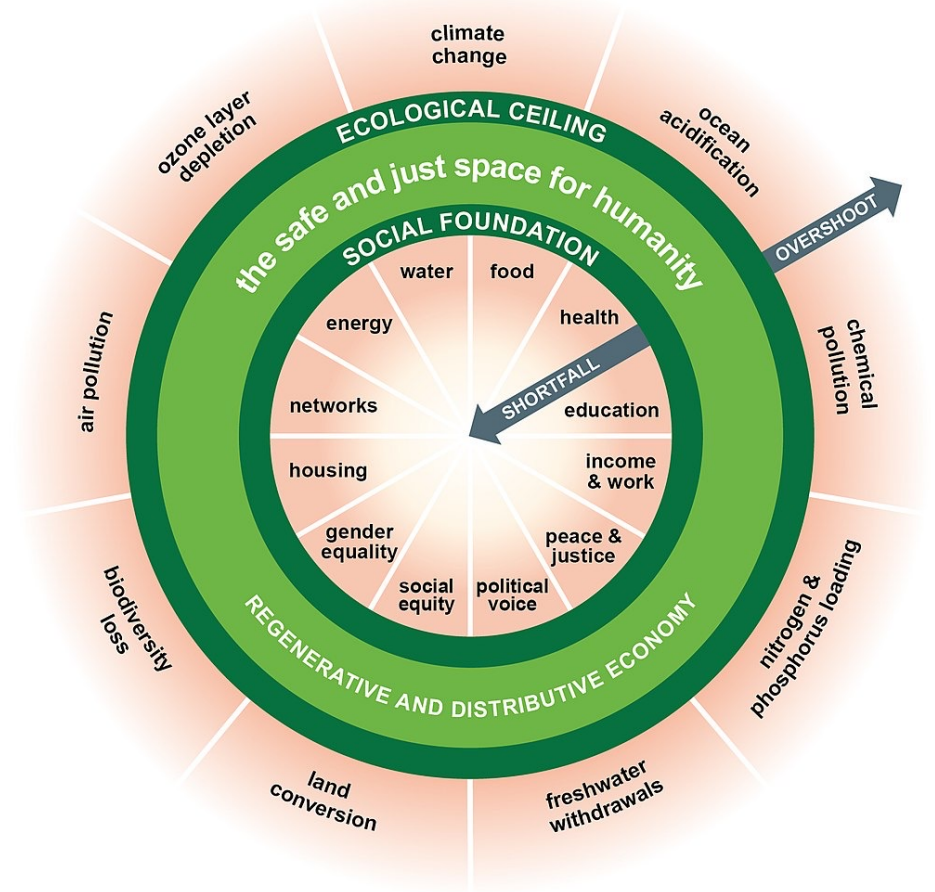 climate
change
ocean
acidification
OVERSHOOT
chemical
pollution
nitrogen &
phosphorus loading
freshwater
withdrawals
land
conversion
biodiversity
loss
air pollution
ozone layer
depletion
ECOLOGICAL CEILING
the safe and just space for humanity
SOCIAL FOUNDATION
water
food
health
SHORTFALL
education
income
& work
peace &
justice
political
voice
social
equity
gender
equality
housing
networks
energy
REGENERATIVE AND DISTRIBUTIVE ECONOMY